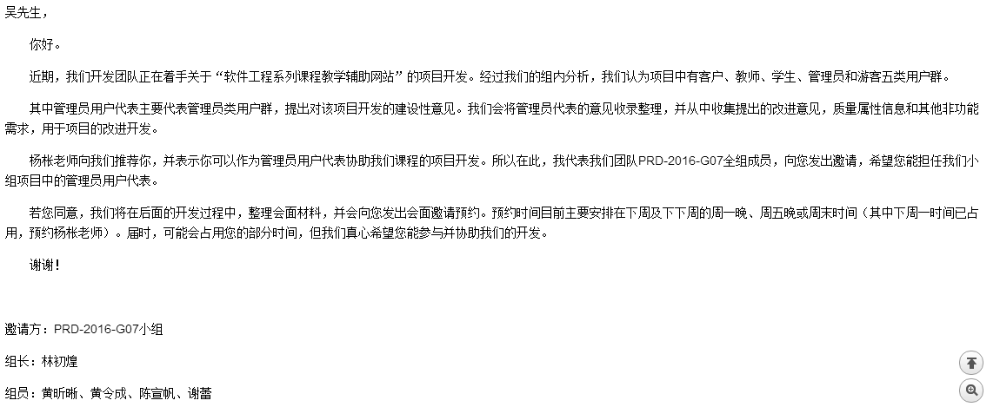 吴先生，
你好。
近期，我们开发团队正在着手关于“软件工程系列课程教学辅助网站”的项目开发。经过我们的组内分析，我们认为项目中有客户、教师、学生、管理员和游客五类用户群。
其中管理员用户代表主要代表管理员类用户群，提出对该项目开发的建设性意见。我们会将管理员代表的意见收录整理，并从中收集提出的改进意见，质量属性信息和其他非功能
需求，用于项目的改进开发。
杨枨老师向我们推荐你，并表示你可以作为管理员用户代表协助我们课程的项目开发。所以在此，我代表我们团队PRD-2016-G07全组成员，向您发出邀请，希望您能担任我们小
组项目中的管理员用户代表。
若您同意，我们将在后面的开发过程中，整理会面材料，并会向您发出会面邀请预约。预约时间目前主要安排在下周及下下周的周一晚、周五晚或周末时间（其中下周一时间已占
用，预约杨枨老师）。届时，可能会占用您的部分时间，但我们真心希望您能参与并协助我们的开发。
谢谢！
邀请方：PRD-2016-G07小组
组长：林初煌
组员：黄昕晰、黄令成、陈宣帆、谢蕾